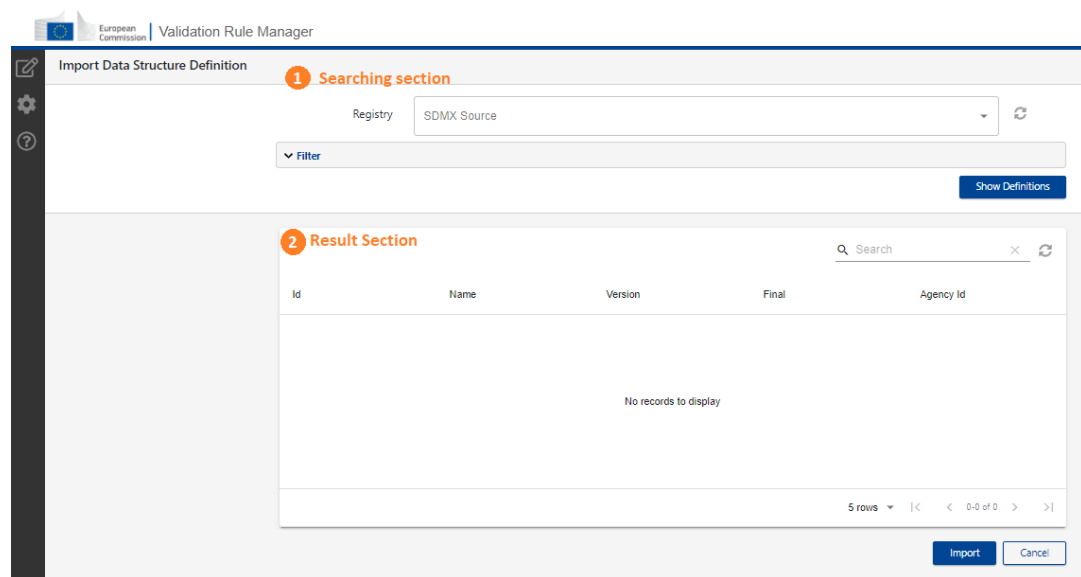 European
Commission
Validation Rule Manager
Import Data Structure Definition
1 Searching section
Registry
SDMX Source
Filter
Show Definitions
2 Result Section
Search
Id Name Version Final Agency Id
No records to display
5 rows 0-0 of 0
Import Cancel